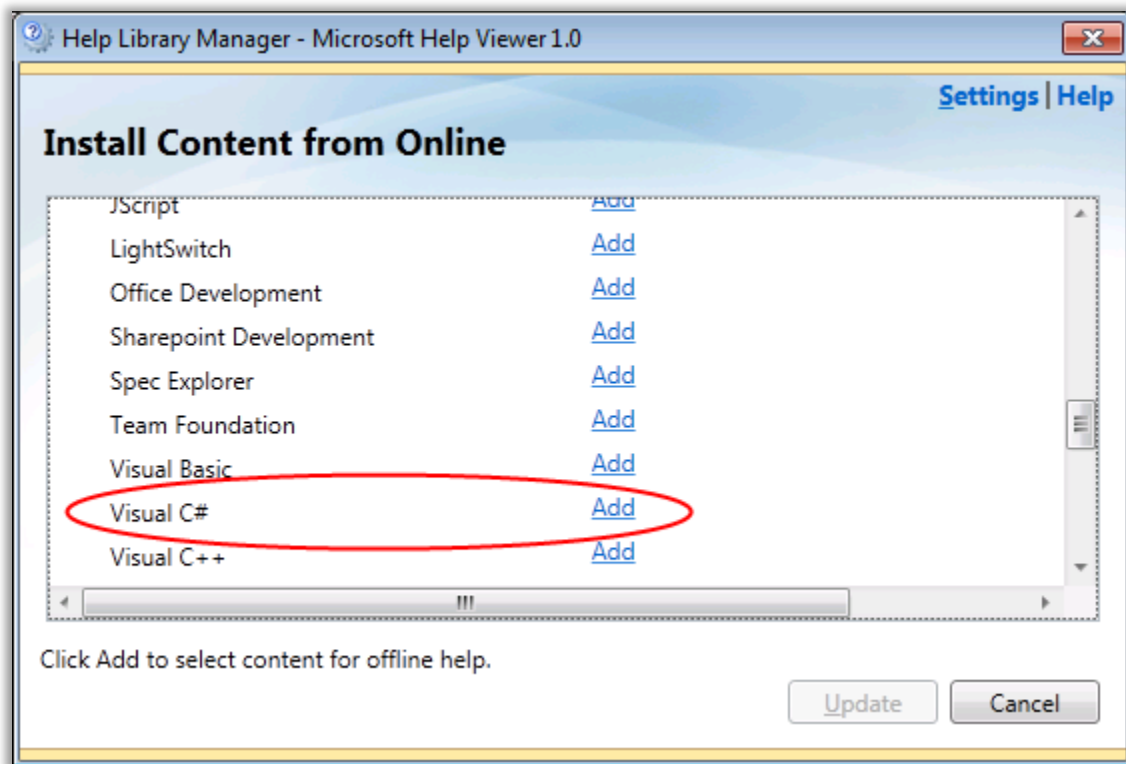 Help Library Manager - Microsoft Help Viewer 1.0
Settings | Help
Install Content from Online
JScript Add
LightSwitch Add
Office Development Add
Sharepoint Development Add
Spec Explorer Add
Team Foundation Add
Visual Basic Add
Visual C# Add
Visual C++ Add
Click Add to select content for offline help.
Update Cancel